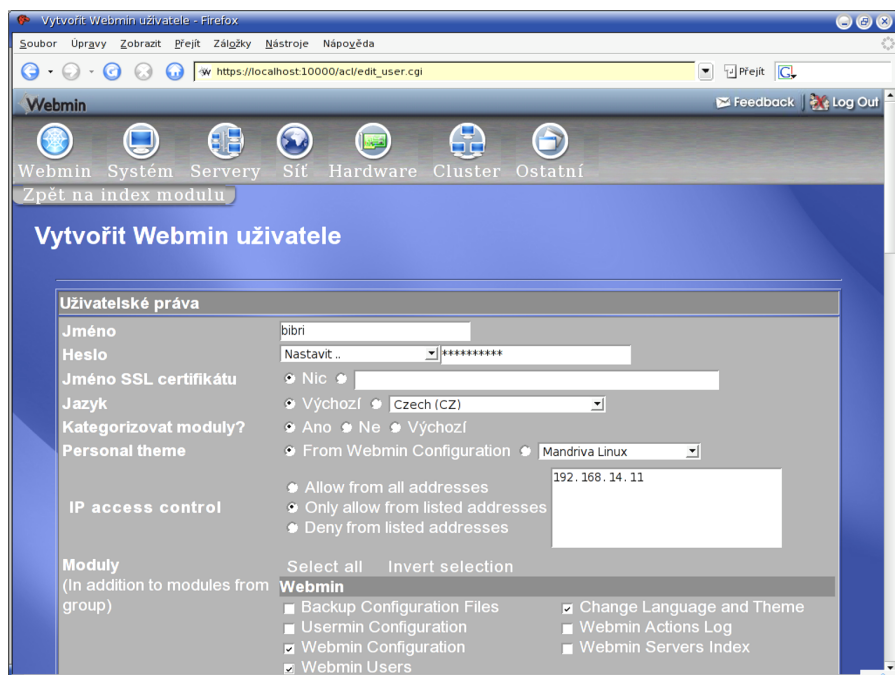 Vytvořit Webmin uživatele - Firefox
Soubor Úpravy Zobrazit Přejít Záložky Nástroje Nápověda
https://localhost:10000/acl/edit_user.cgi Přejít G
Webmin Feedback Log Out
Webmin Systém Servery Síť Hardware Cluster Ostatní
Zpět na index modulu
Vytvořit Webmin uživatele
Uživatelské práva
Jméno bibri
Heslo Nastavit .. **********
Jméno SSL certifikátu Nic
Jazyk Výchozí Czech (CZ)
Kategorizovat moduly? Ano Ne Výchozí
Personal theme From Webmin Configuration Mandriva Linux
IP access control Allow from all addresses 192.168.14.11
Only allow from listed addresses
Deny from listed addresses
Moduly Select all Invert selection
(In addition to modules from group) Webmin
Backup Configuration Files Change Language and Theme
Usermin Configuration Webmin Actions Log
Webmin Configuration Webmin Servers Index
Webmin Users